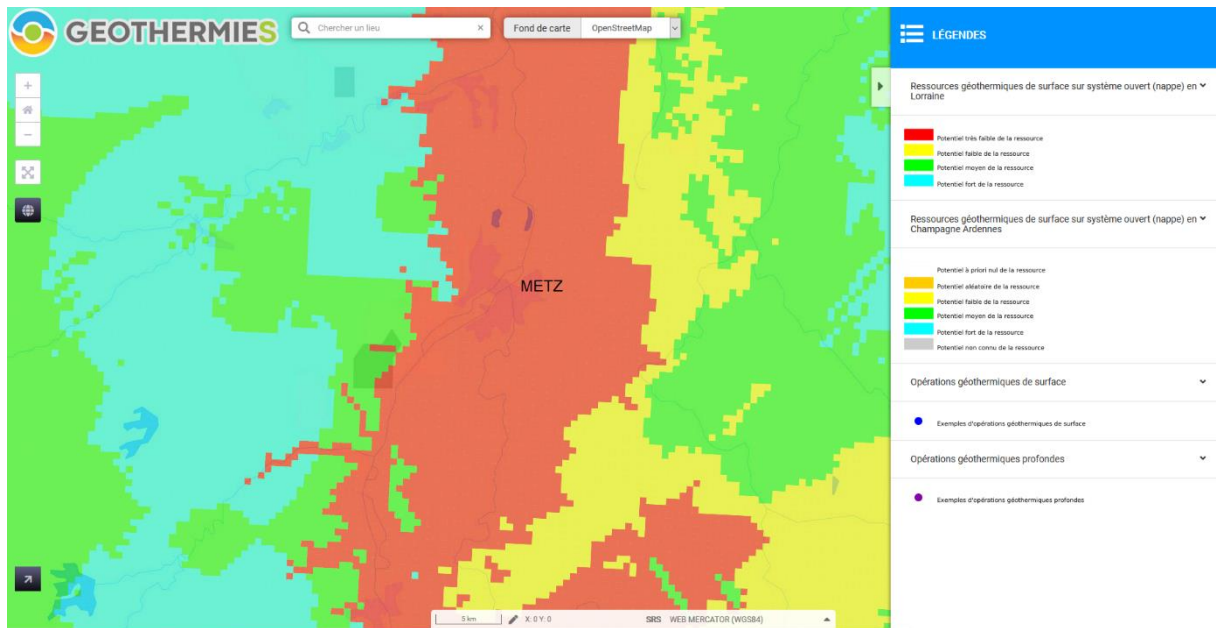 GEOTHERMIES
Chercher un lieu
×
Fond de carte
OpenStreetMap
LÉGENDES
Ressources géothermiques de surface sur système ouvert (nappe) en
Lorraine
Potentiel très faible de la ressource
Potentiel faible de la ressource
Potentiel moyen de la ressource
Potentiel fort de la ressource
Ressources géothermiques de surface sur système ouvert (nappe) en
Champagne Ardennes
Potentiel à priori nul de la ressource
Potentiel aléatoire de la ressource
Potentiel faible de la ressource
Potentiel moyen de la ressource
Potentiel fort de la ressource
Potentiel non connu de la ressource
Opérations géothermiques de surface
Exemples d'opérations géothermiques de surface
Opérations géothermiques profondes
Exemples d'opérations géothermiques profondes
METZ
5 km
X: 0 Y: 0
SRS WEB MERCATOR (WGS84)